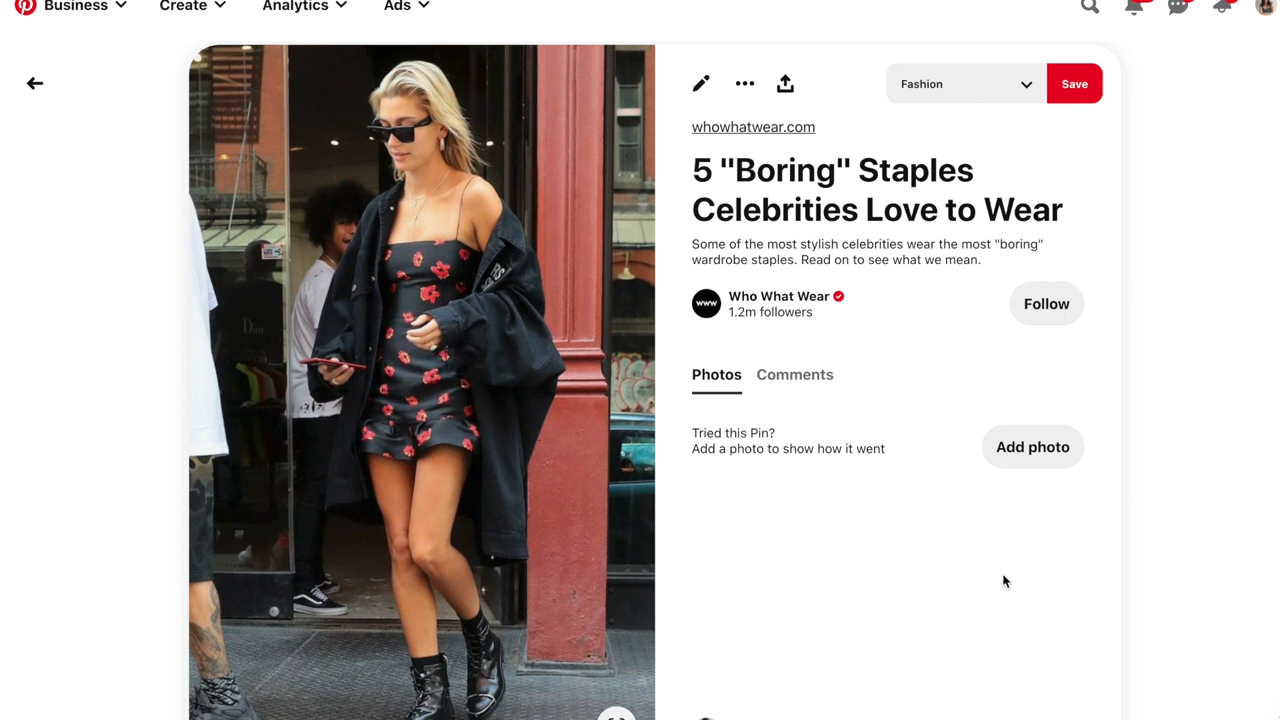 Business
Create
Analytics
Ads
Fashion
Save
whowhatwear.com
5 "Boring" Staples
Celebrities Love to Wear
Some of the most stylish celebrities wear the most "boring"
wardrobe staples. Read on to see what we mean.
www
Who What Wear
1.2m followers
Follow
Photos
Comments
Tried this Pin?
Add a photo to show how it went
Add photo
Dior